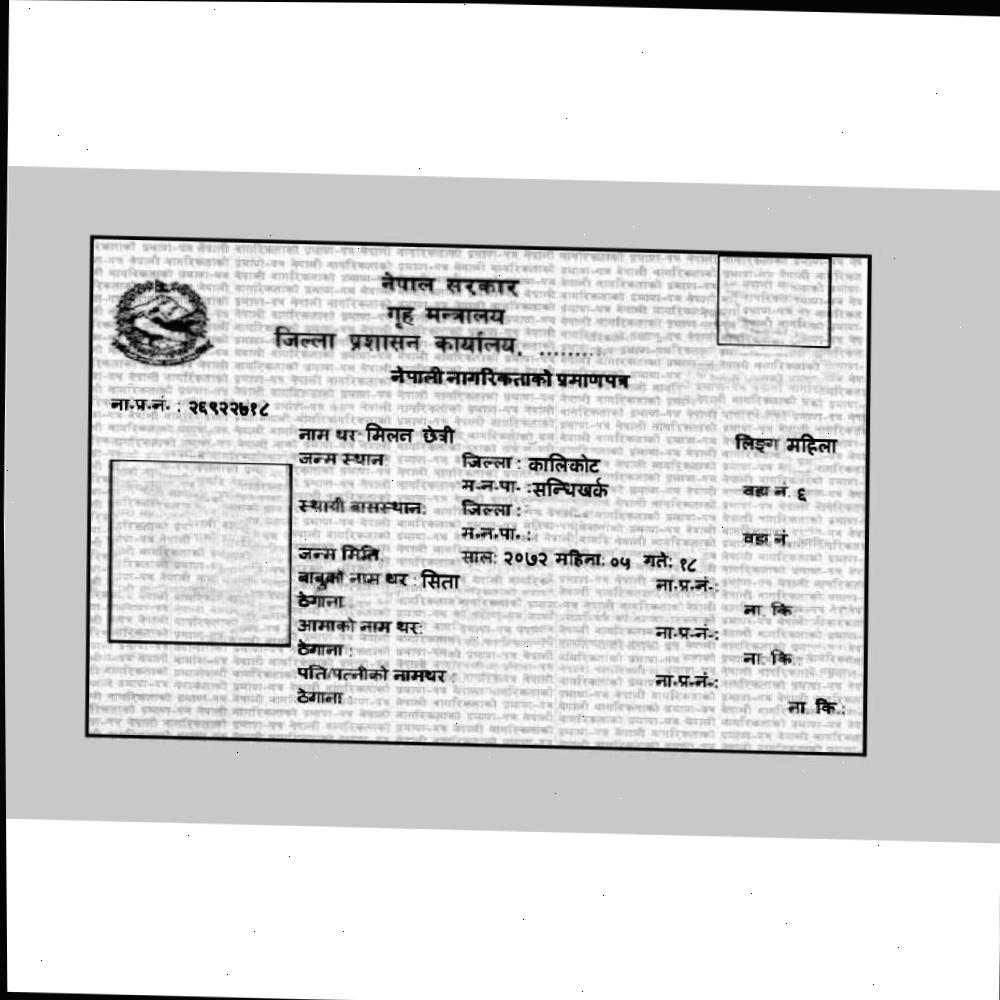 नेपाल सरकार
गृह मन्त्रालय
जिल्ला प्रशासन कार्यालय, .........
नेपाली नागरिकताको प्रमाणपत्र
ना.प्र.नं. : २६९२२७१८
नाम थर मिलन छेत्री लिङ्ग महिला
जन्म स्थान: जिल्ला : कालिकोट
म.न.पा. :सन्धिखर्क वडा नं. ६
स्थायी बासस्थान: जिल्ला :
म.न.पा. : वडा नं.
जन्म मिति: साल: २०७२ महिना: ०५ गते: १८
बाबुको नाम थर : सिता ना.प्र.नं.:
ठेगाना : ना. कि.:
आमाको नाम थर: ना.प्र.नं.:
ठेगाना : ना. कि.:
पति/पत्नीको नामथर : ना.प्र.नं.:
ठेगाना : ना. कि.: